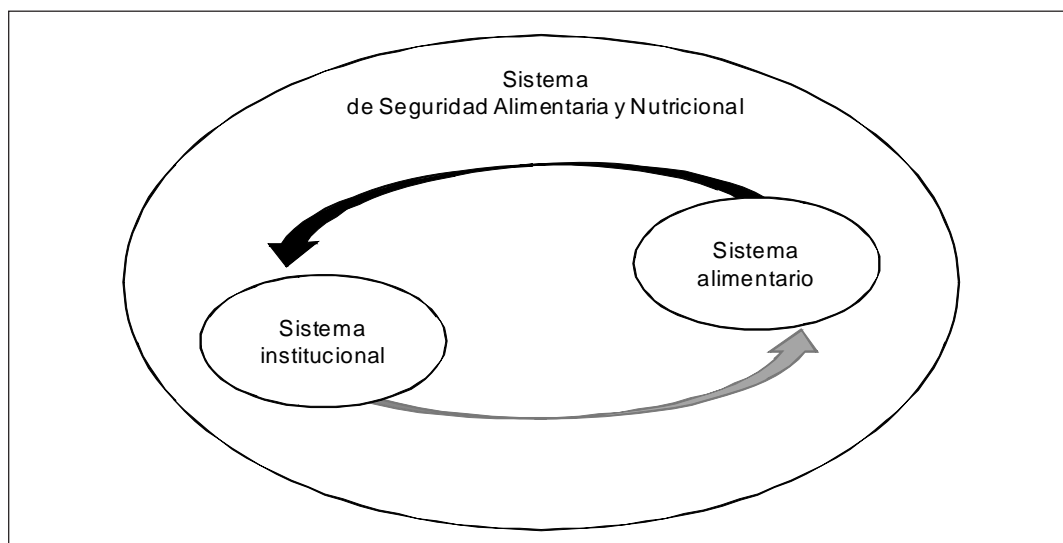 Sistema
de Seguridad Alimentaria y Nutricional
Sistema
alimentario
Sistema
institucional